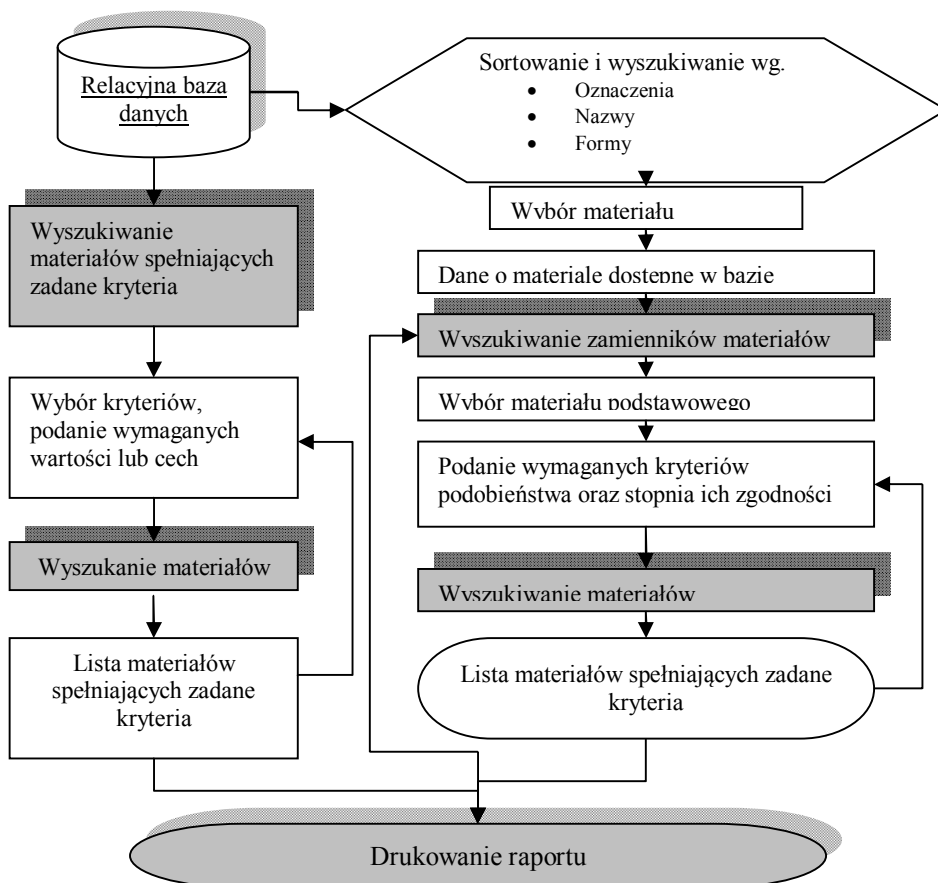 Relacyjna baza
danych
Sortowanie i wyszukiwanie wg.
• Oznaczenia
• Nazwy
• Formy
Wybór materiału
Wyszukiwanie
materiałów spełniających
zadane kryteria
Dane o materiale dostępne w bazie
Wyszukiwanie zamienników materiałów
Wybór kryteriów,
podanie wymaganych
wartości lub cech
Wybór materiału podstawowego
Podanie wymaganych kryteriów
podobieństwa oraz stopnia ich zgodności
Wyszukanie materiałów
Wyszukiwanie materiałów
Lista materiałów
spełniających zadane
kryteria
Lista materiałów spełniających zadane
kryteria
Drukowanie raportu